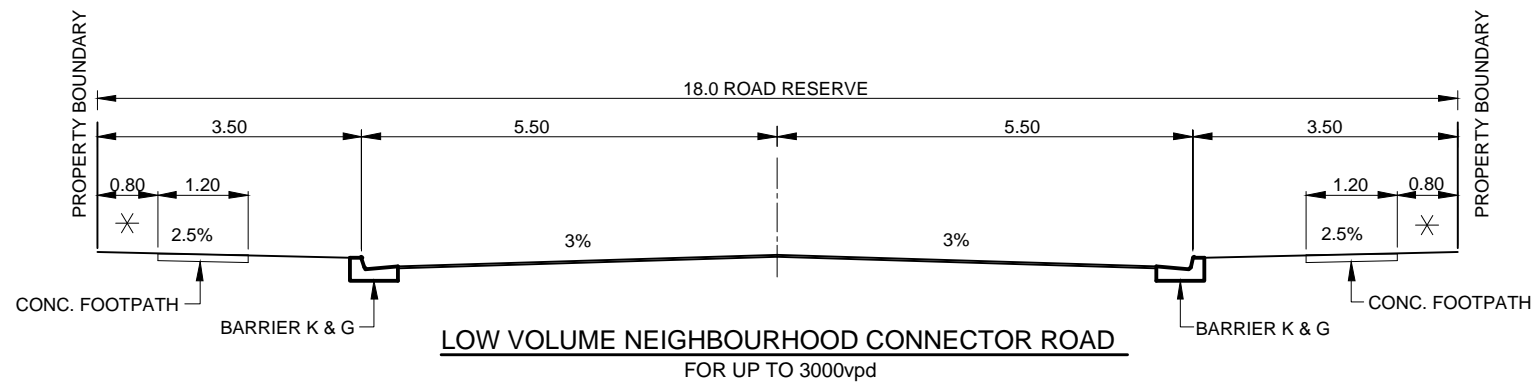 PROPERTY BOUNDARY
PROPERTY BOUNDARY
18.0 ROAD RESERVE
3.50
5.50
5.50
3.50
0.80
1.20
1.20
0.80
2.5%
3%
3%
2.5%
CONC. FOOTPATH
CONC. FOOTPATH
BARRIER K & G
BARRIER K & G
LOW VOLUME NEIGHBOURHOOD CONNECTOR ROAD
FOR UP TO 3000vpd